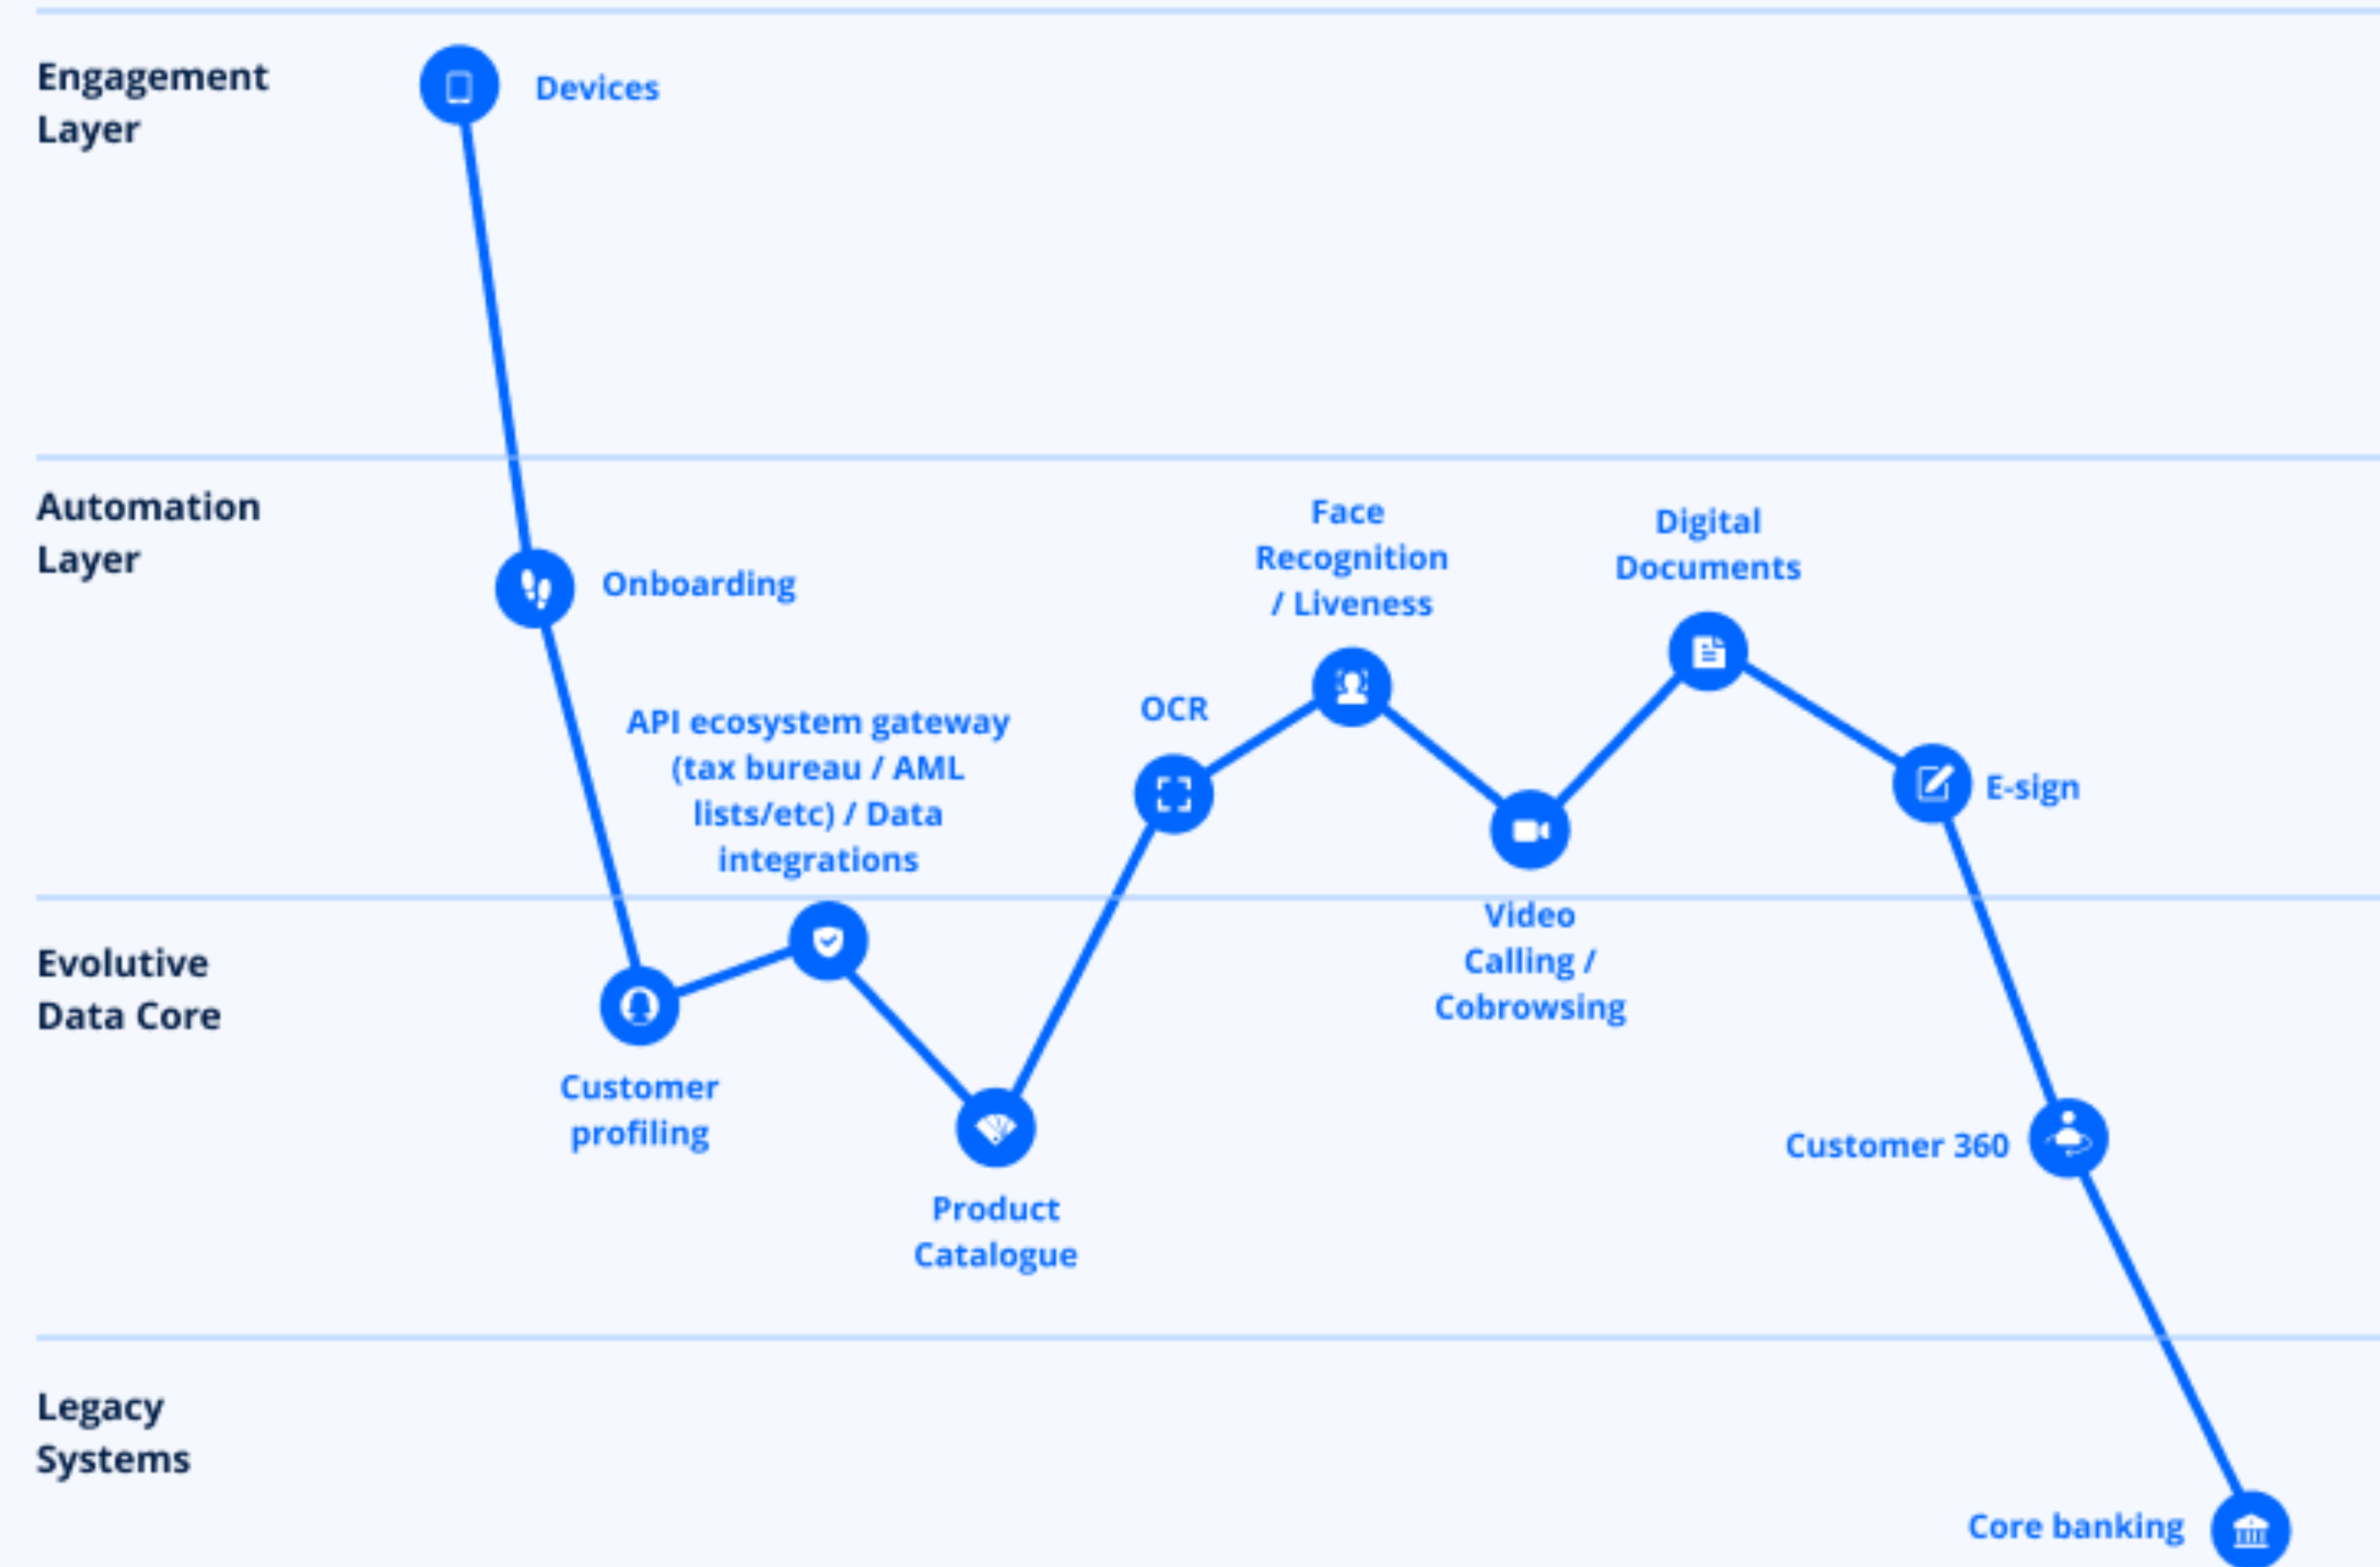 Engagement
Layer
Devices
Automation
Layer
Onboarding
API ecosystem gateway
(tax bureau / AML
lists/etc) / Data
integrations
OCR
Face
Recognition
/ Liveness
Digital
Documents
E-sign
Video
Calling /
Cobrowsing
Evolutive
Data Core
Customer
profiling
Product
Catalogue
Customer 360
Legacy
Systems
Core banking